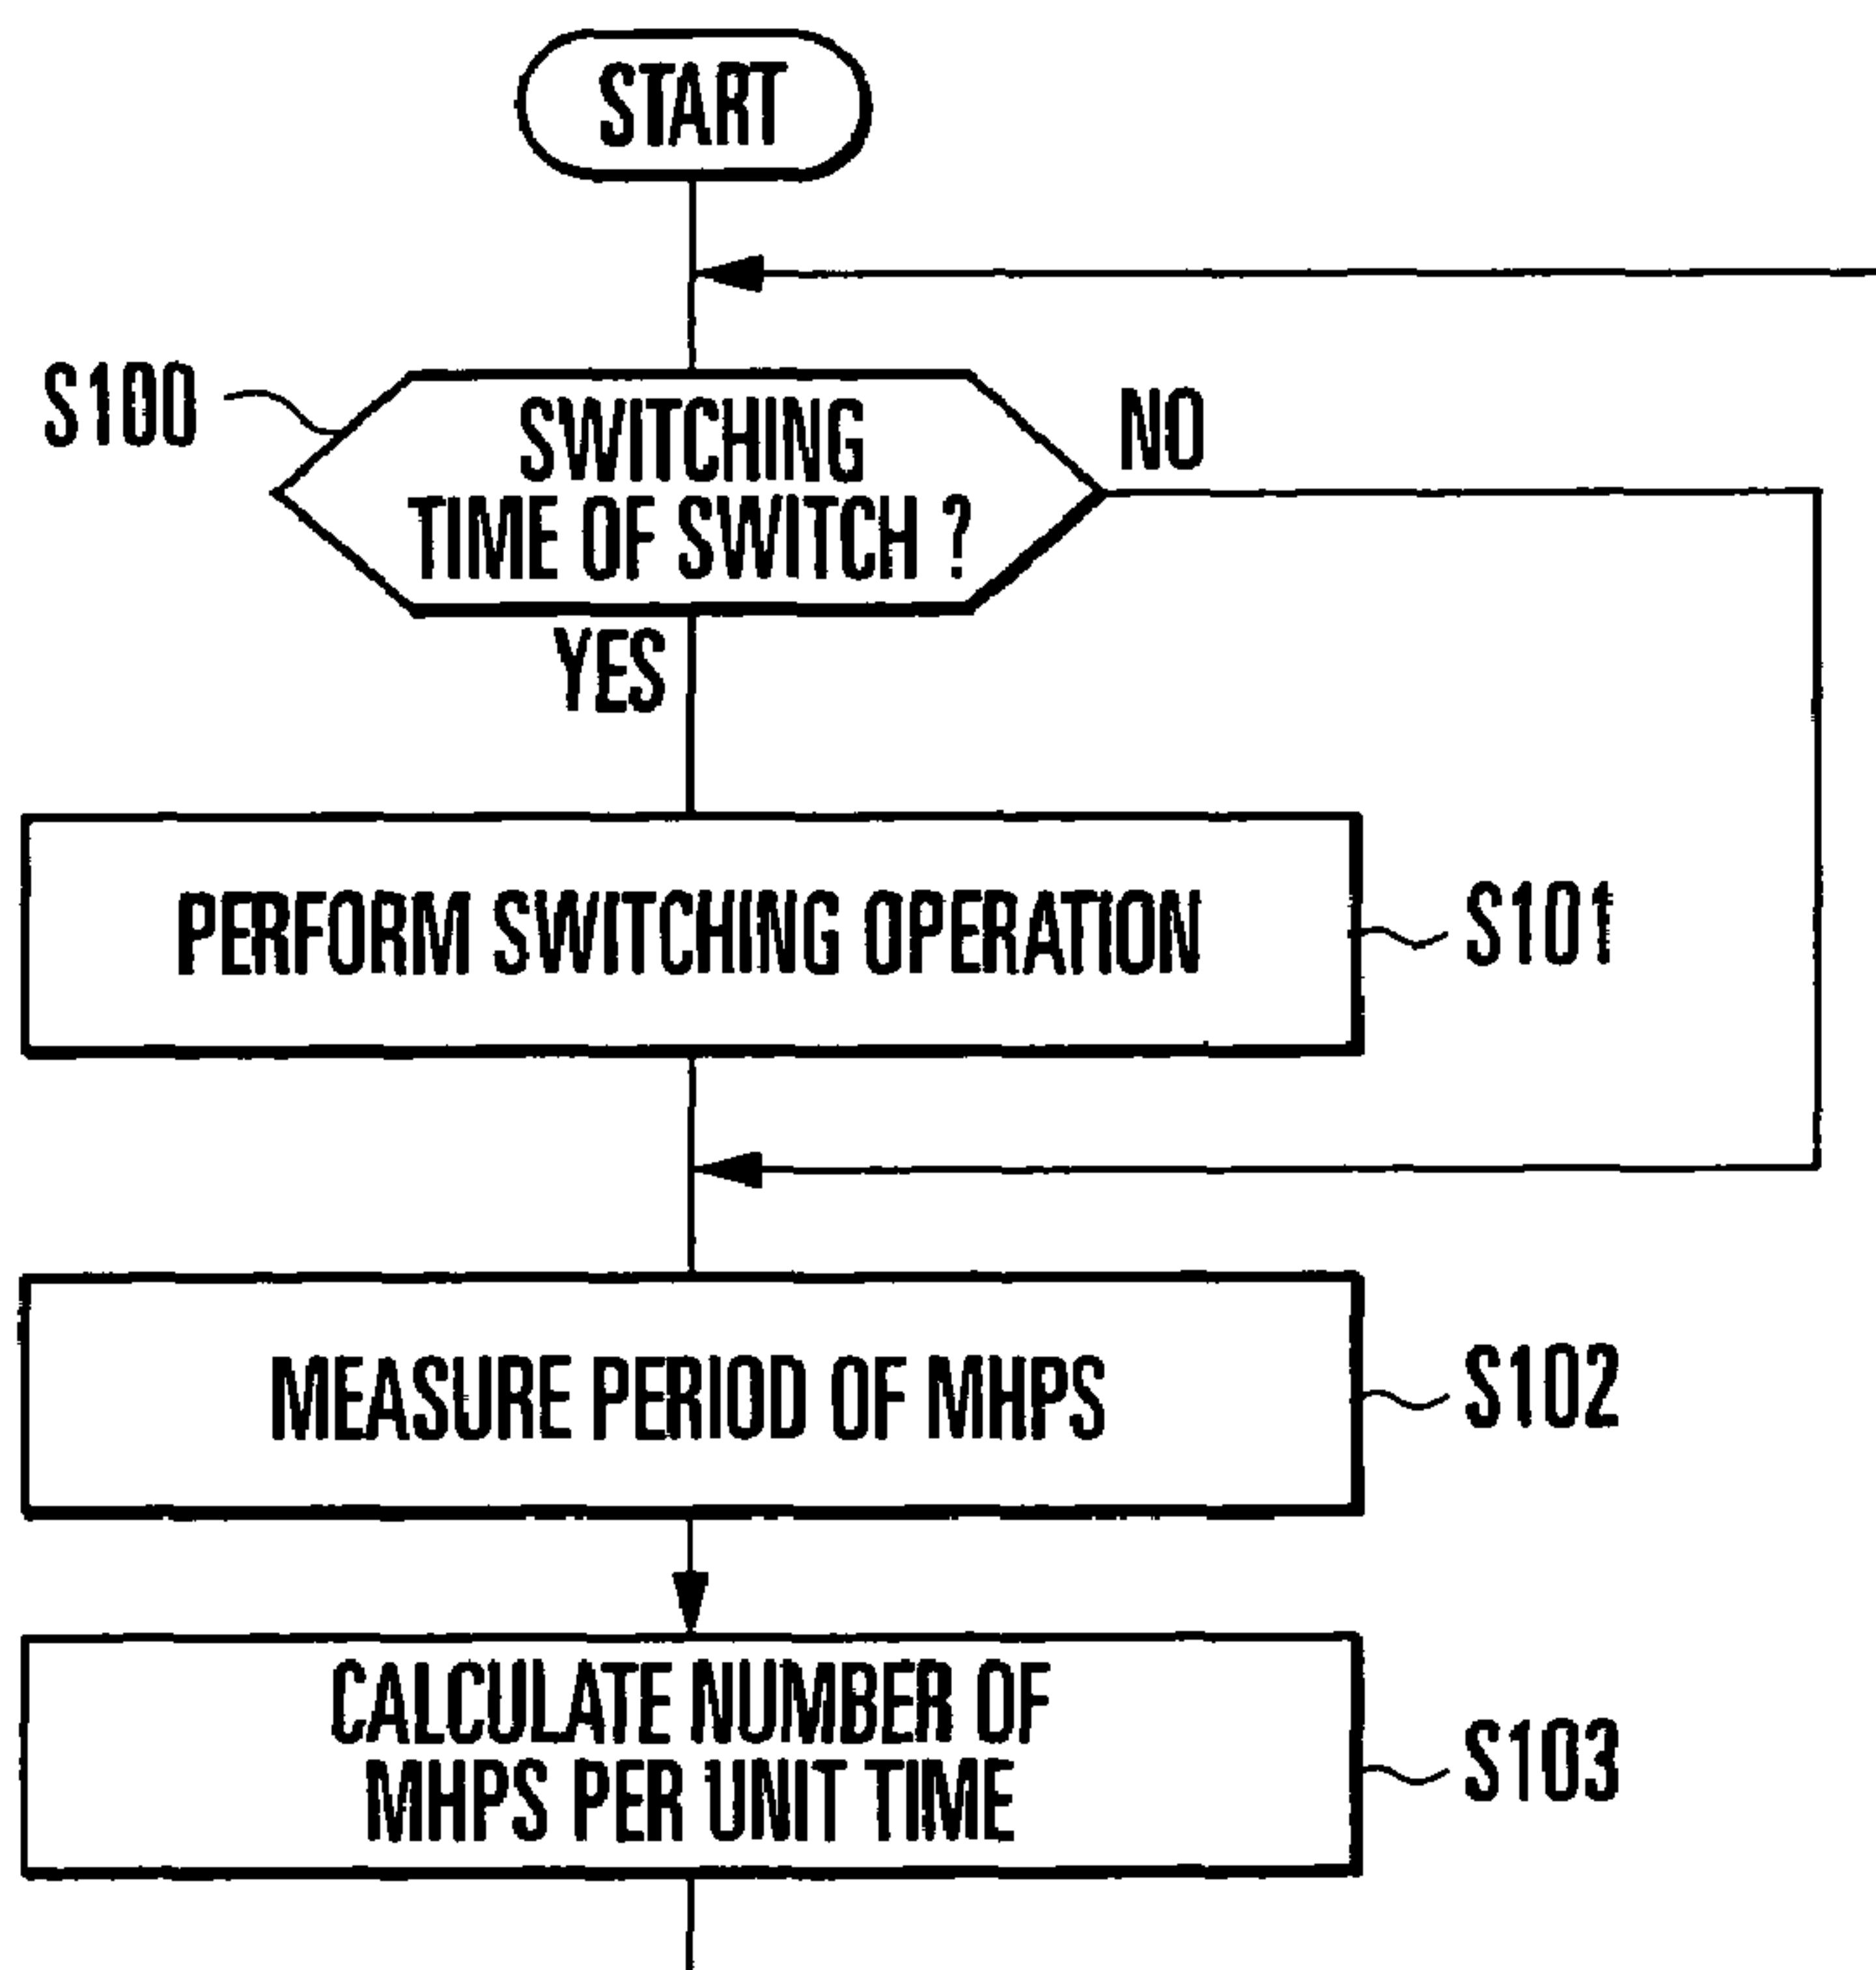 START
S100
SWITCHING
TIME OF SWITCH ?
NO
YES
PERFORM SWITCHING OPERATION
S101
MEASURE PERIOD OF MHPS
S102
CALCULATE NUMBER OF
MHPS PER UNIT TIME
S103